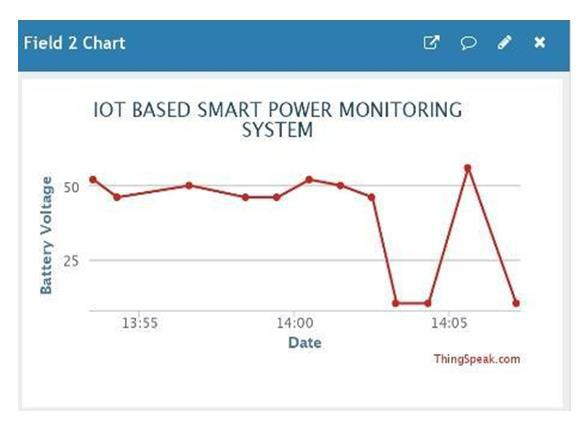 Field 2 Chart
IOT BASED SMART POWER MONITORING
SYSTEM
Battery Voltage
50
25
13:55
14:00
14:05
Date
ThingSpeak.com